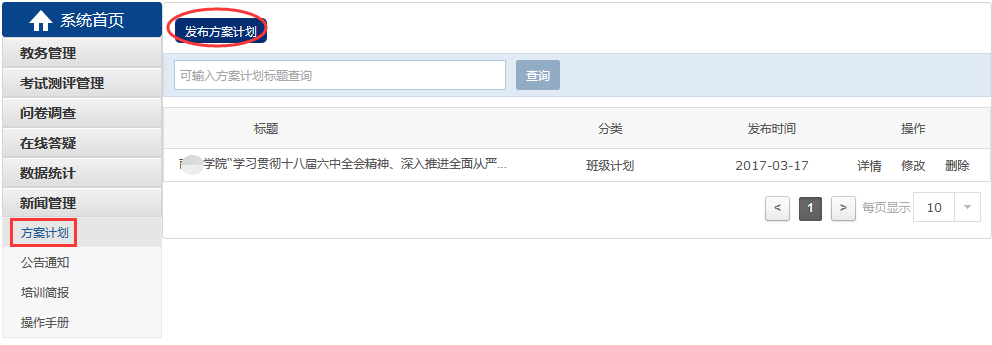 系统首页
教务管理
考试测评管理
问卷调查
在线答疑
数据统计
新闻管理
方案计划
公告通知
培训简报
操作手册
发布方案计划
可输入方案计划标题查询 查询
标题 分类 发布时间 操作
学院“学习贯彻十八届六中全会精神、深入推进全面从严... 班级计划 2017-03-17 详情 修改 删除
< 1 > 每页显示 10